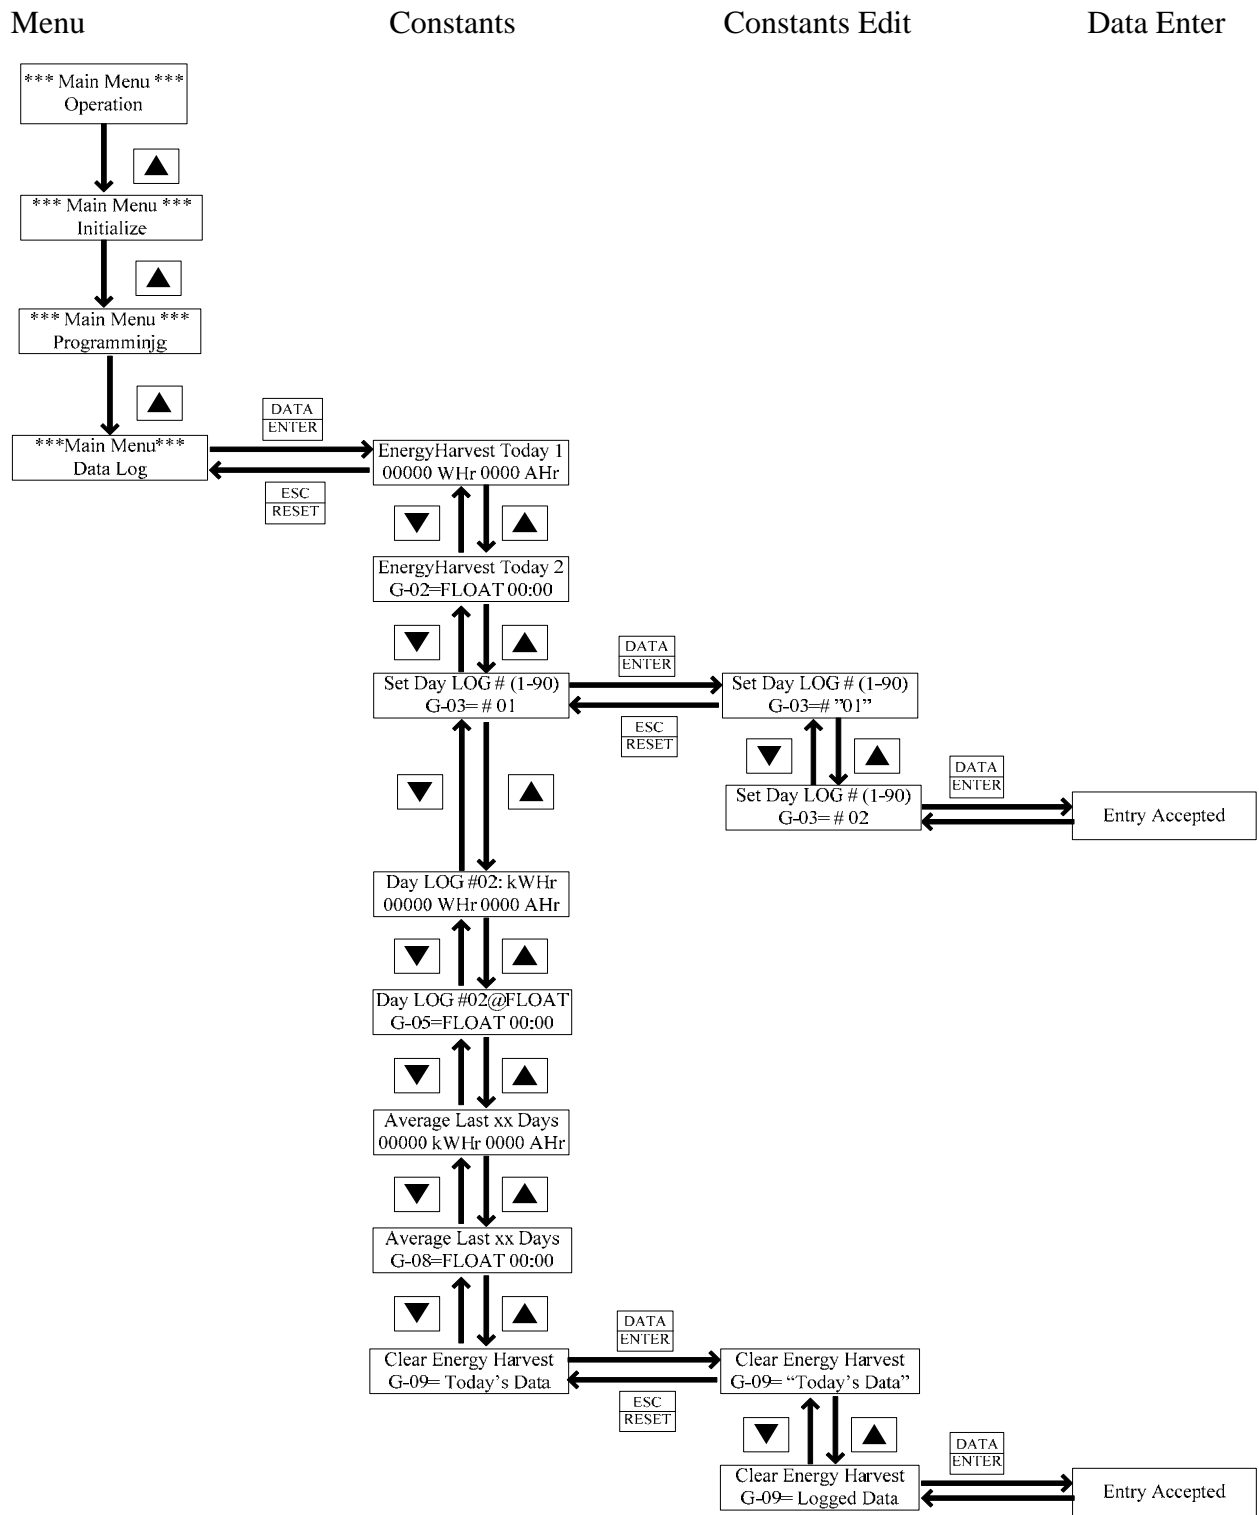 Menu
Constants
Constants Edit
Data Enter
*** Main Menu ***
Operation
*** Main Menu ***
Initialize
*** Main Menu ***
Programminjg
***Main Menu***
Data Log
DATA
ENTER
ESC
RESET
EnergyHarvest Today 1
00000 WHr 0000 AHr
EnergyHarvest Today 2
G-02=FLOAT 00:00
Set Day LOG # (1-90)
G-03= # 01
DATA
ENTER
ESC
RESET
Set Day LOG # (1-90)
G-03= # ”01”
Set Day LOG # (1-90)
G-03= # 02
DATA
ENTER
Entry Accepted
Day LOG #02: kWHr
00000 WHr 0000 AHr
Day LOG #02@FLOAT
G-05=FLOAT 00:00
Average Last xx Days
00000 kWHr 0000 AHr
Average Last xx Days
G-08=FLOAT 00:00
Clear Energy Harvest
G-09= Today’s Data
DATA
ENTER
ESC
RESET
Clear Energy Harvest
G-09= “Today’s Data”
Clear Energy Harvest
G-09= Logged Data
DATA
ENTER
Entry Accepted